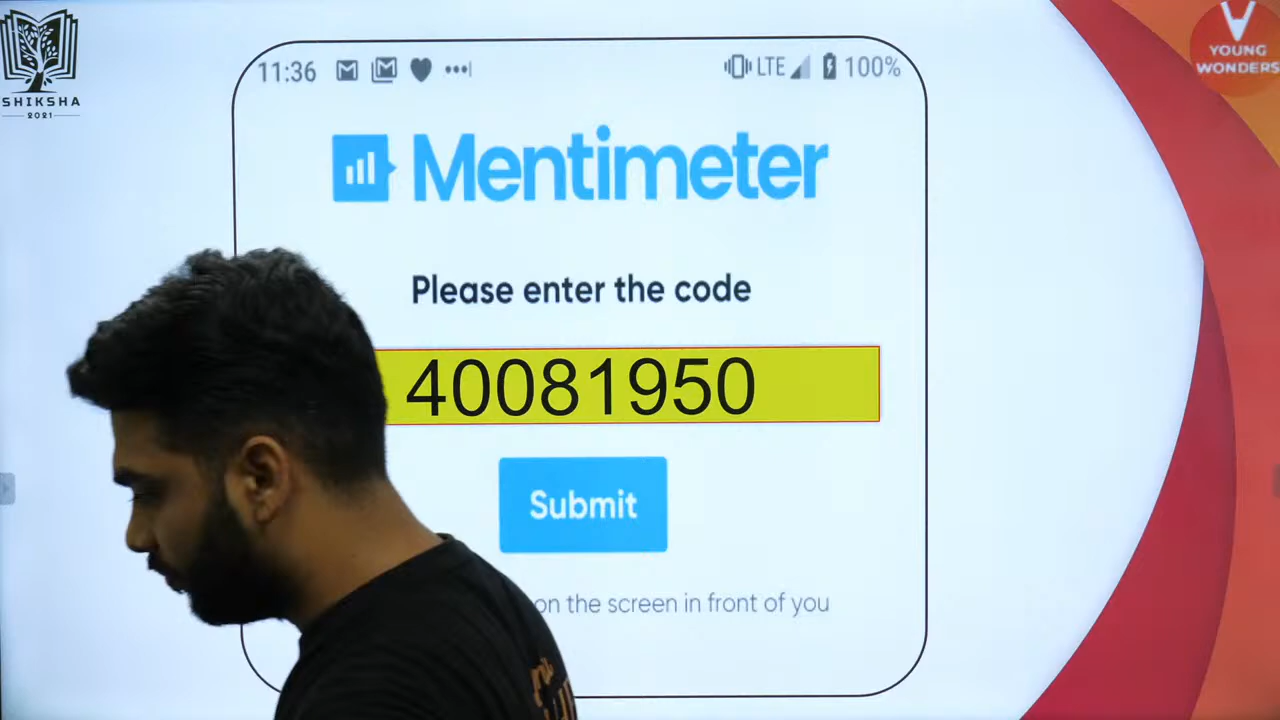 SHIKSHA
2021
YOUNG
WONDERS
11:36
LTE 100%
Mentimeter
Please enter the code
40081950
Submit
on the screen in front of you